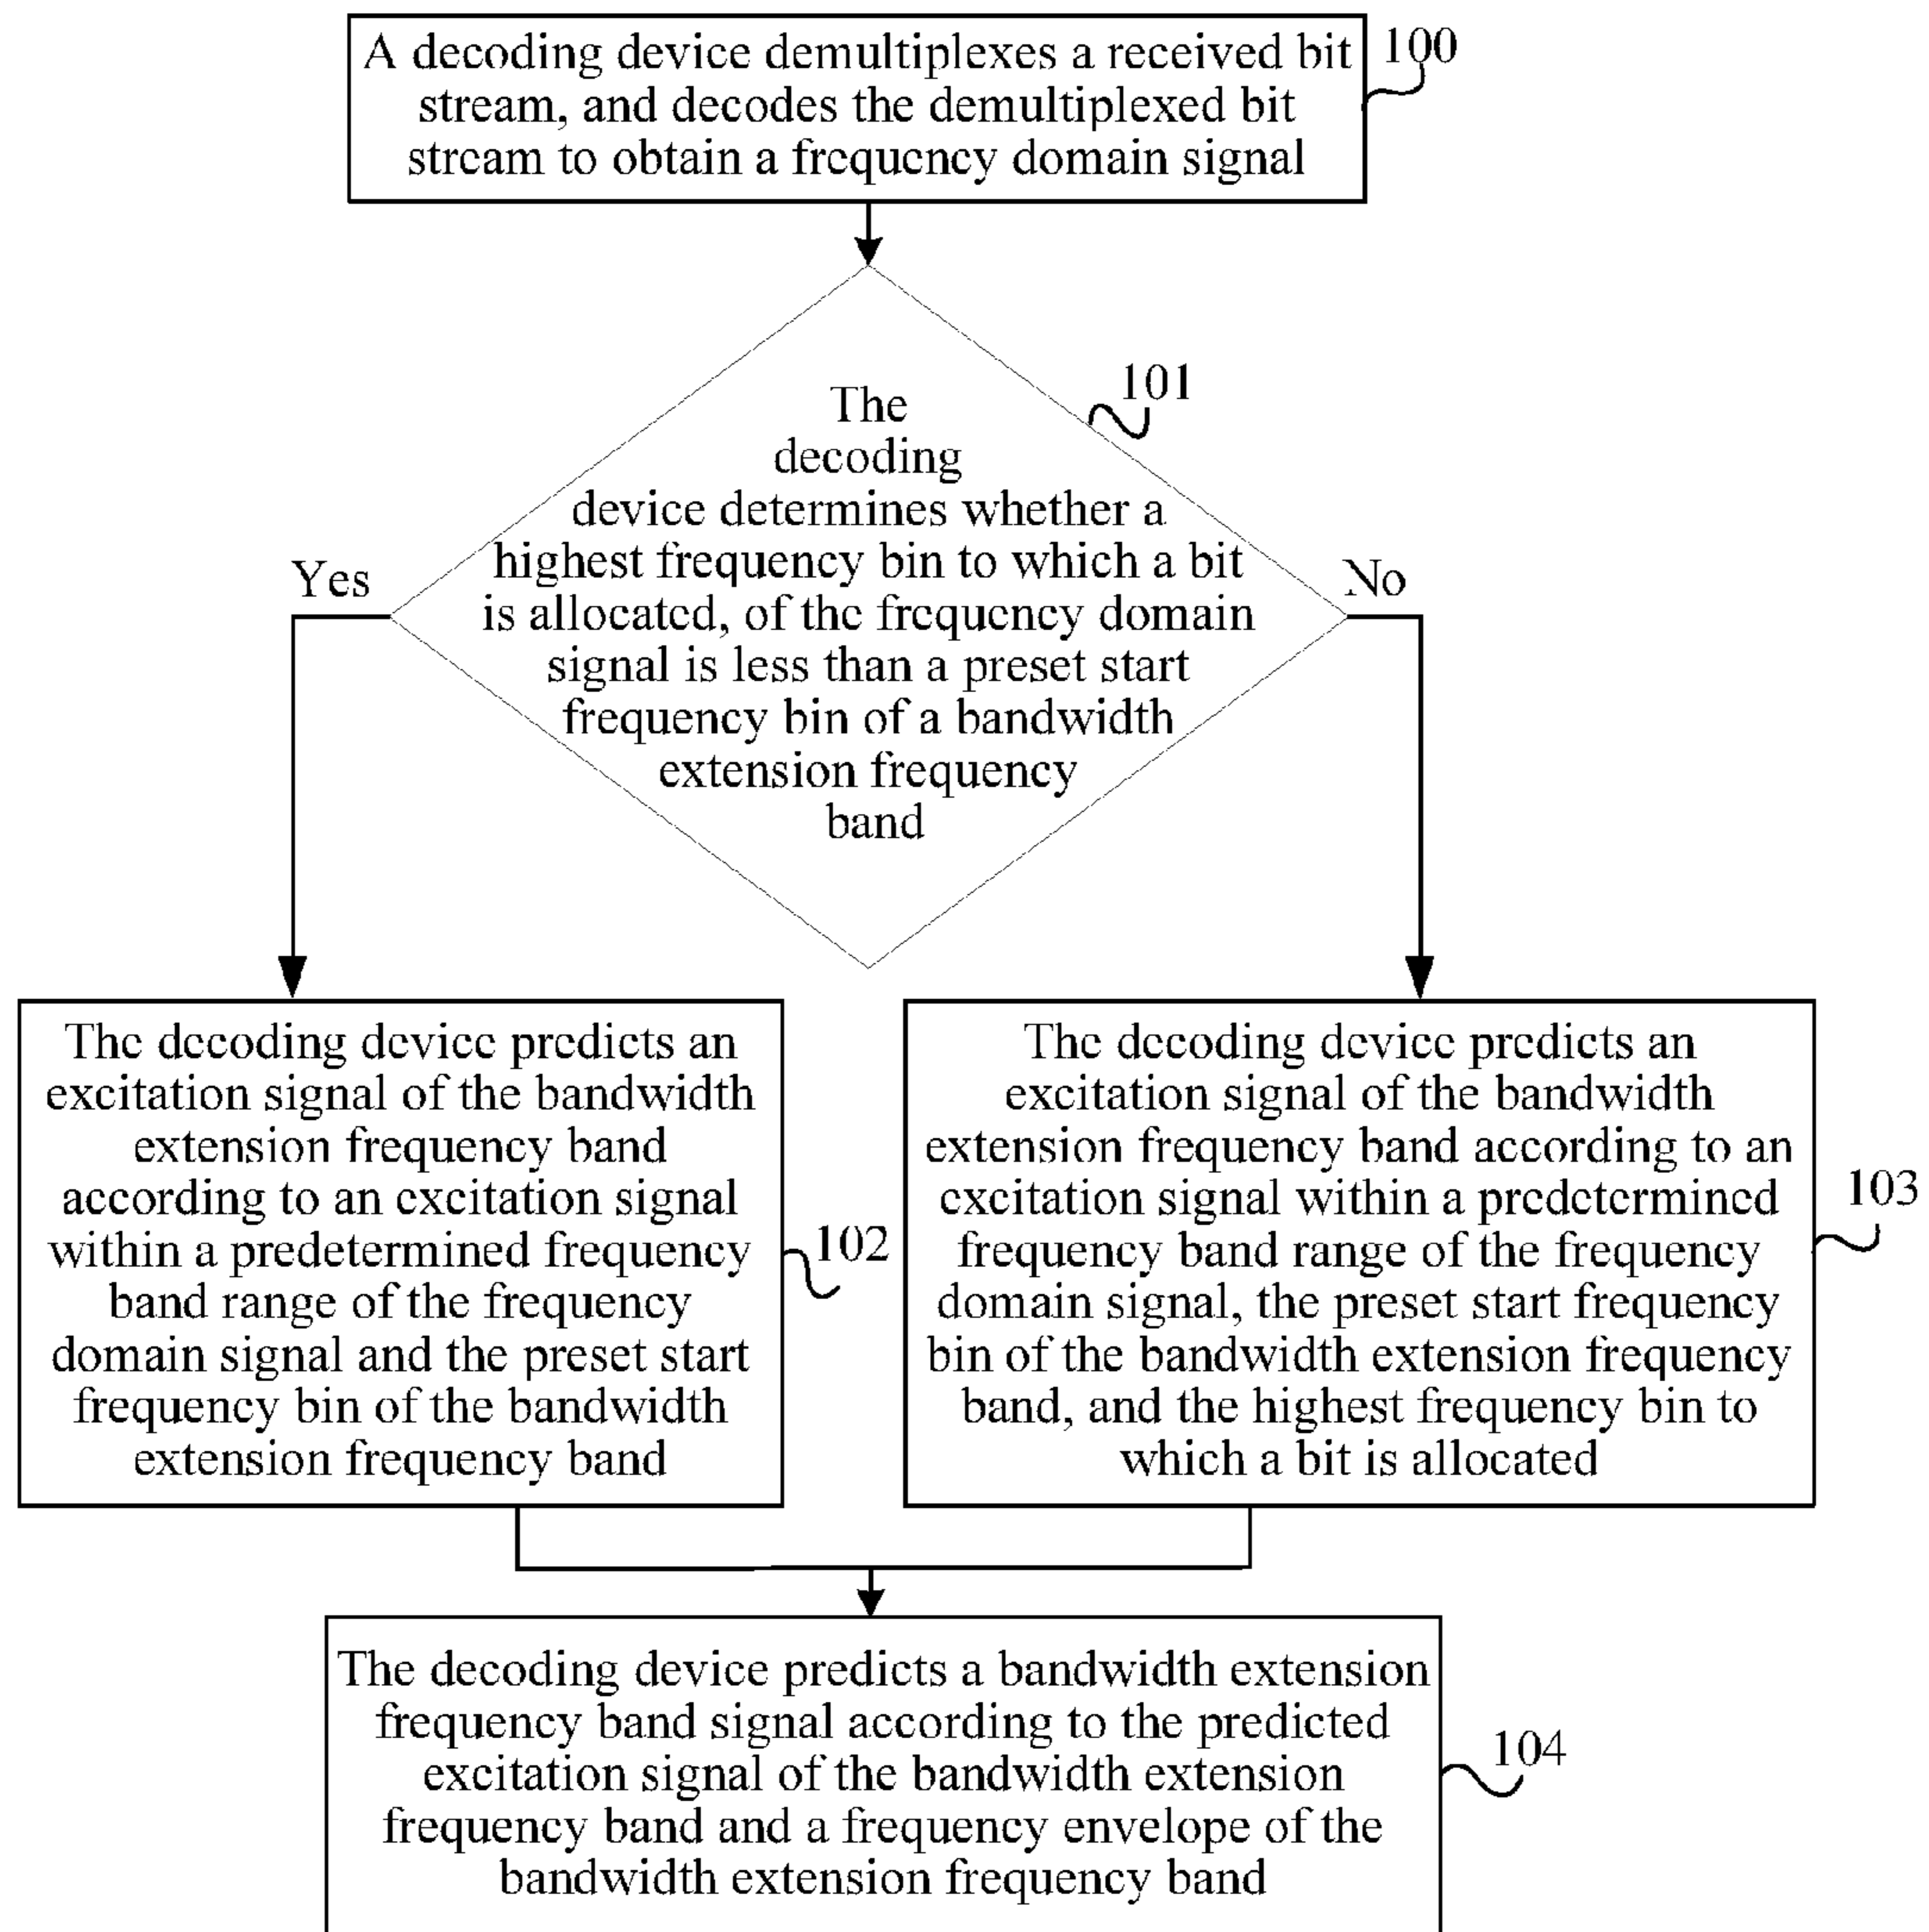 A decoding device demultiplexes a received bit
stream, and decodes the demultiplexed bit
stream to obtain a frequency domain signal
100
101
The
decoding
device determines whether a
highest frequency bin to which a bit
is allocated, of the frequency domain
signal is less than a preset start
frequency bin of a bandwidth
extension frequency
band
Yes
No
The decoding device predicts an
excitation signal of the bandwidth
extension frequency band
according to an excitation signal
within a predetermined frequency
band range of the frequency
domain signal and the preset start
frequency bin of the bandwidth
extension frequency band
102
The decoding device predicts an
excitation signal of the bandwidth
extension frequency band according to an
excitation signal within a predetermined
frequency band range of the frequency
domain signal, the preset start frequency
bin of the bandwidth extension frequency
band, and the highest frequency bin to
which a bit is allocated
103
The decoding device predicts a bandwidth extension
frequency band signal according to the predicted
excitation signal of the bandwidth extension
frequency band and a frequency envelope of the
bandwidth extension frequency band
104